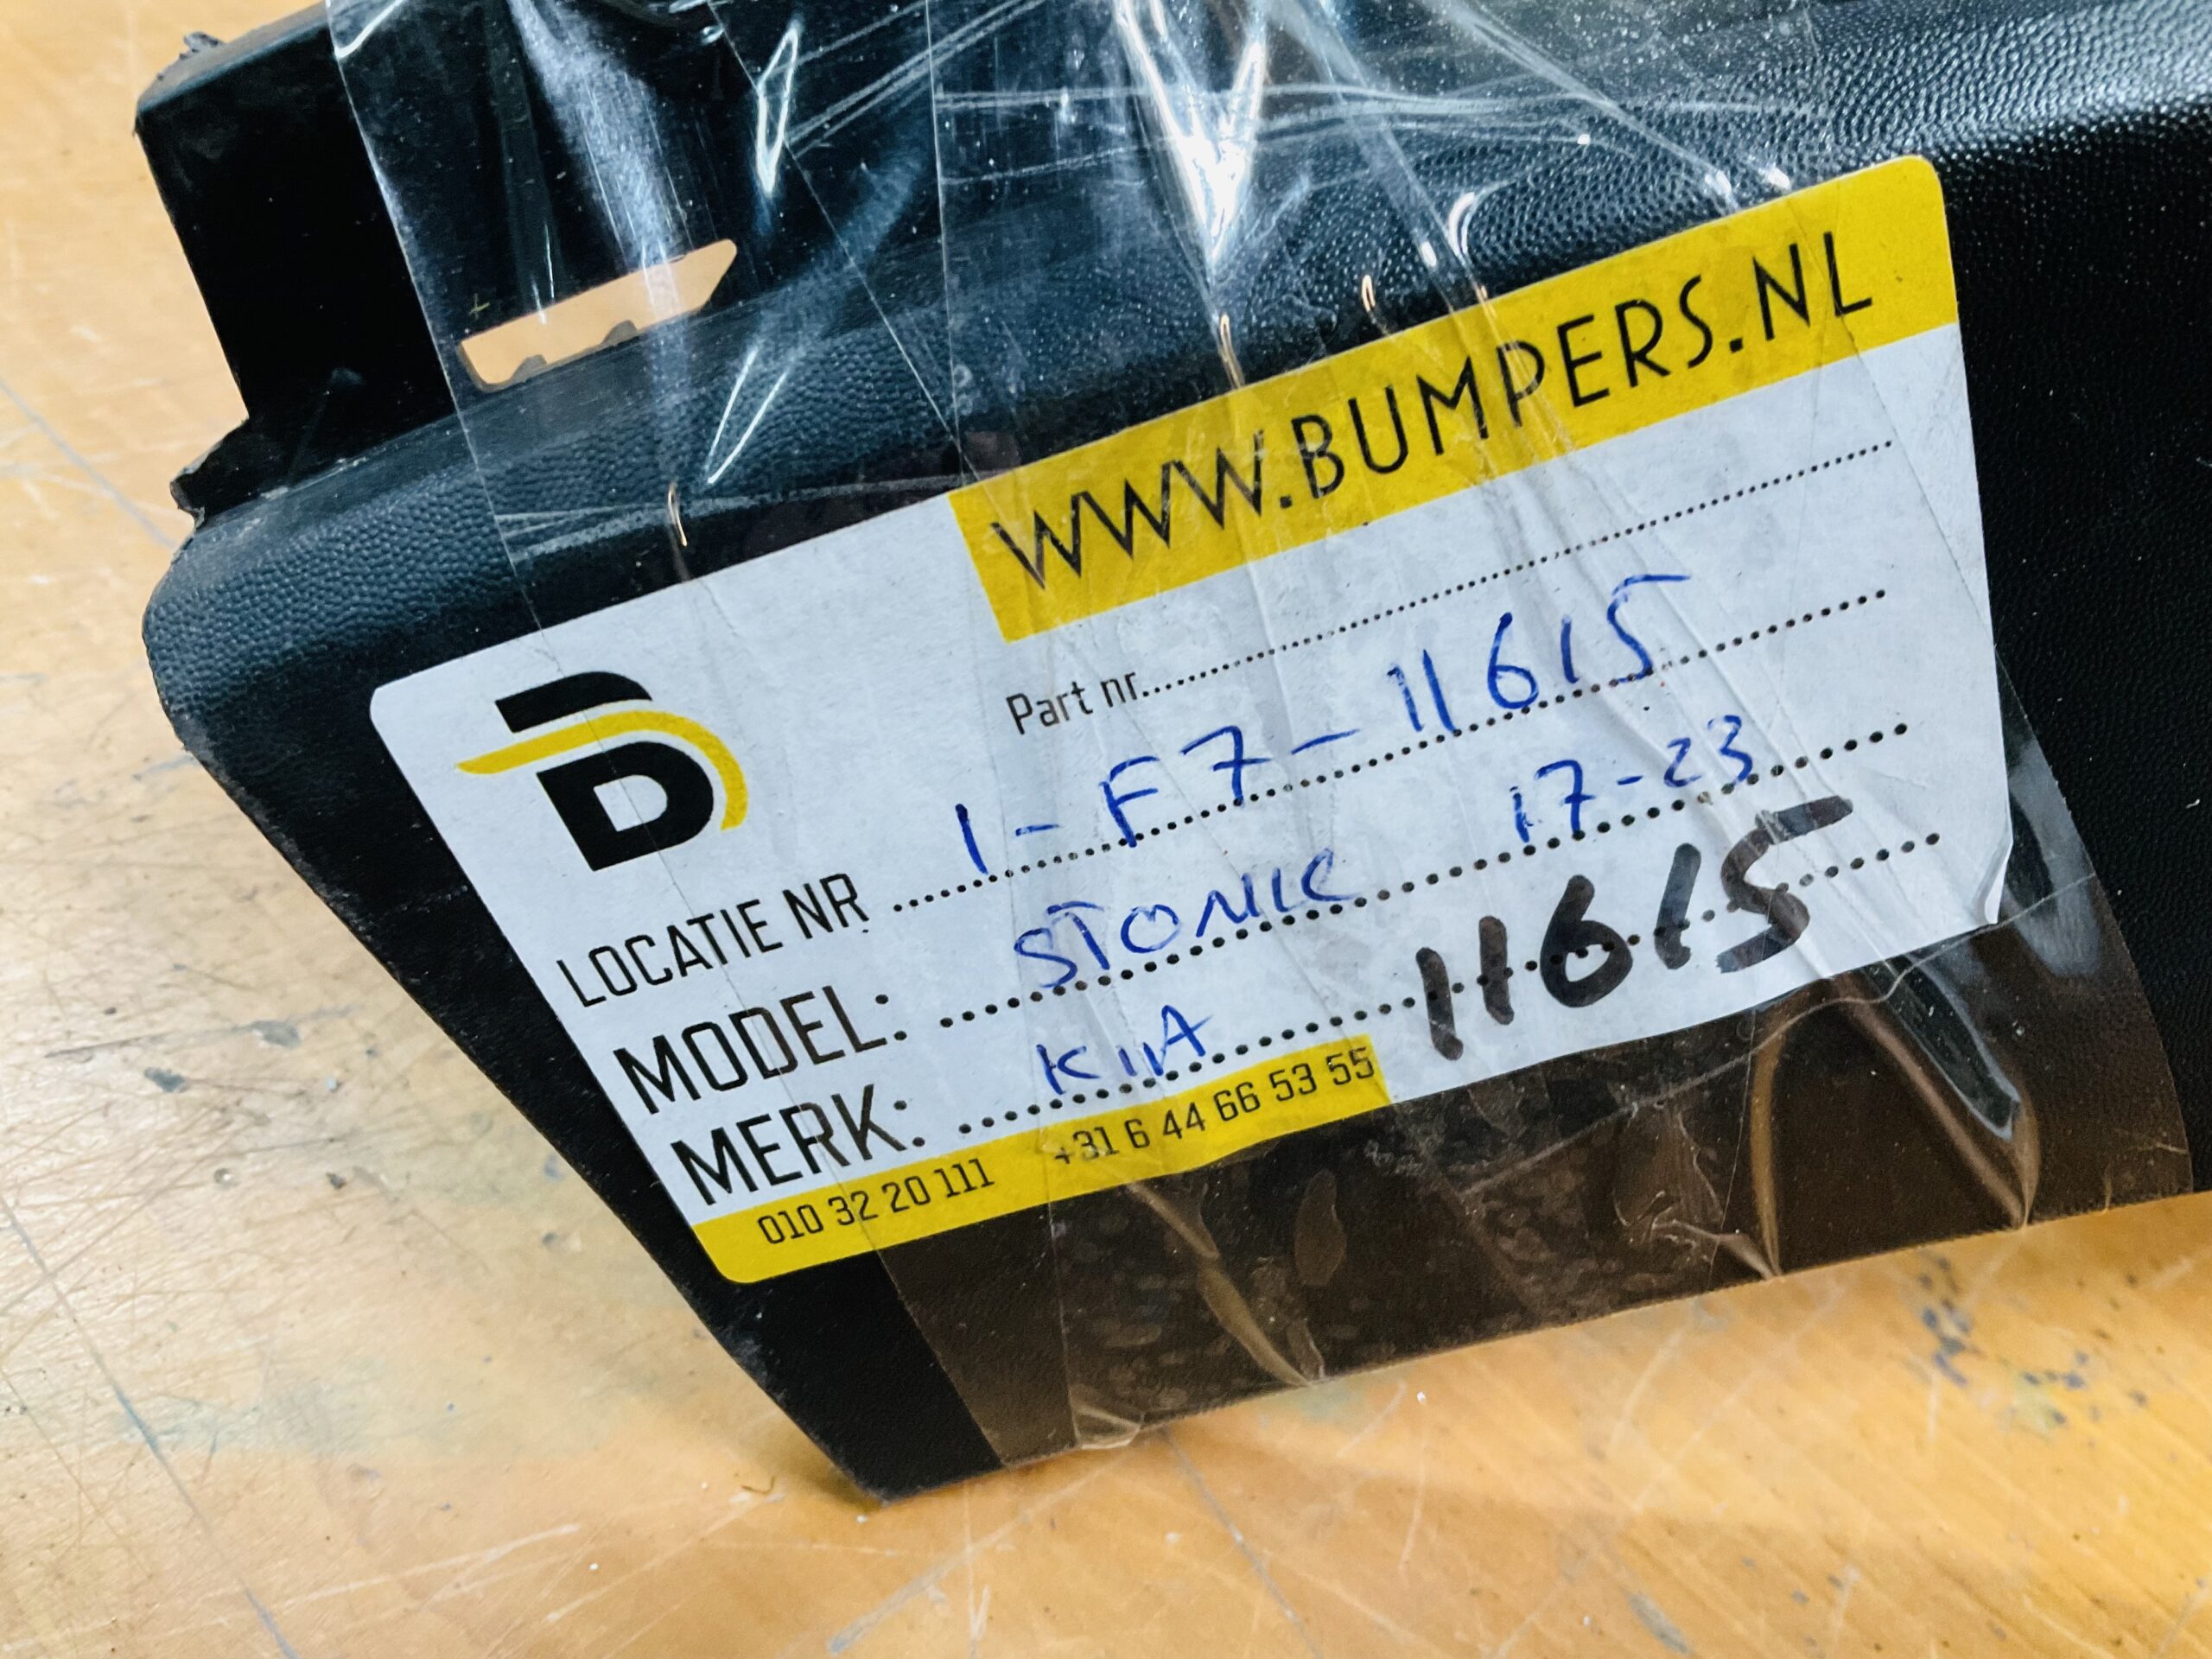 WWW.BUMPERS.NL
Part nr.
LOCATIE NR 1-F7-11615
MODEL: STONIC 17-23
MERK: KIA 11615
010 32 20 111 +31 6 44 66 53 55